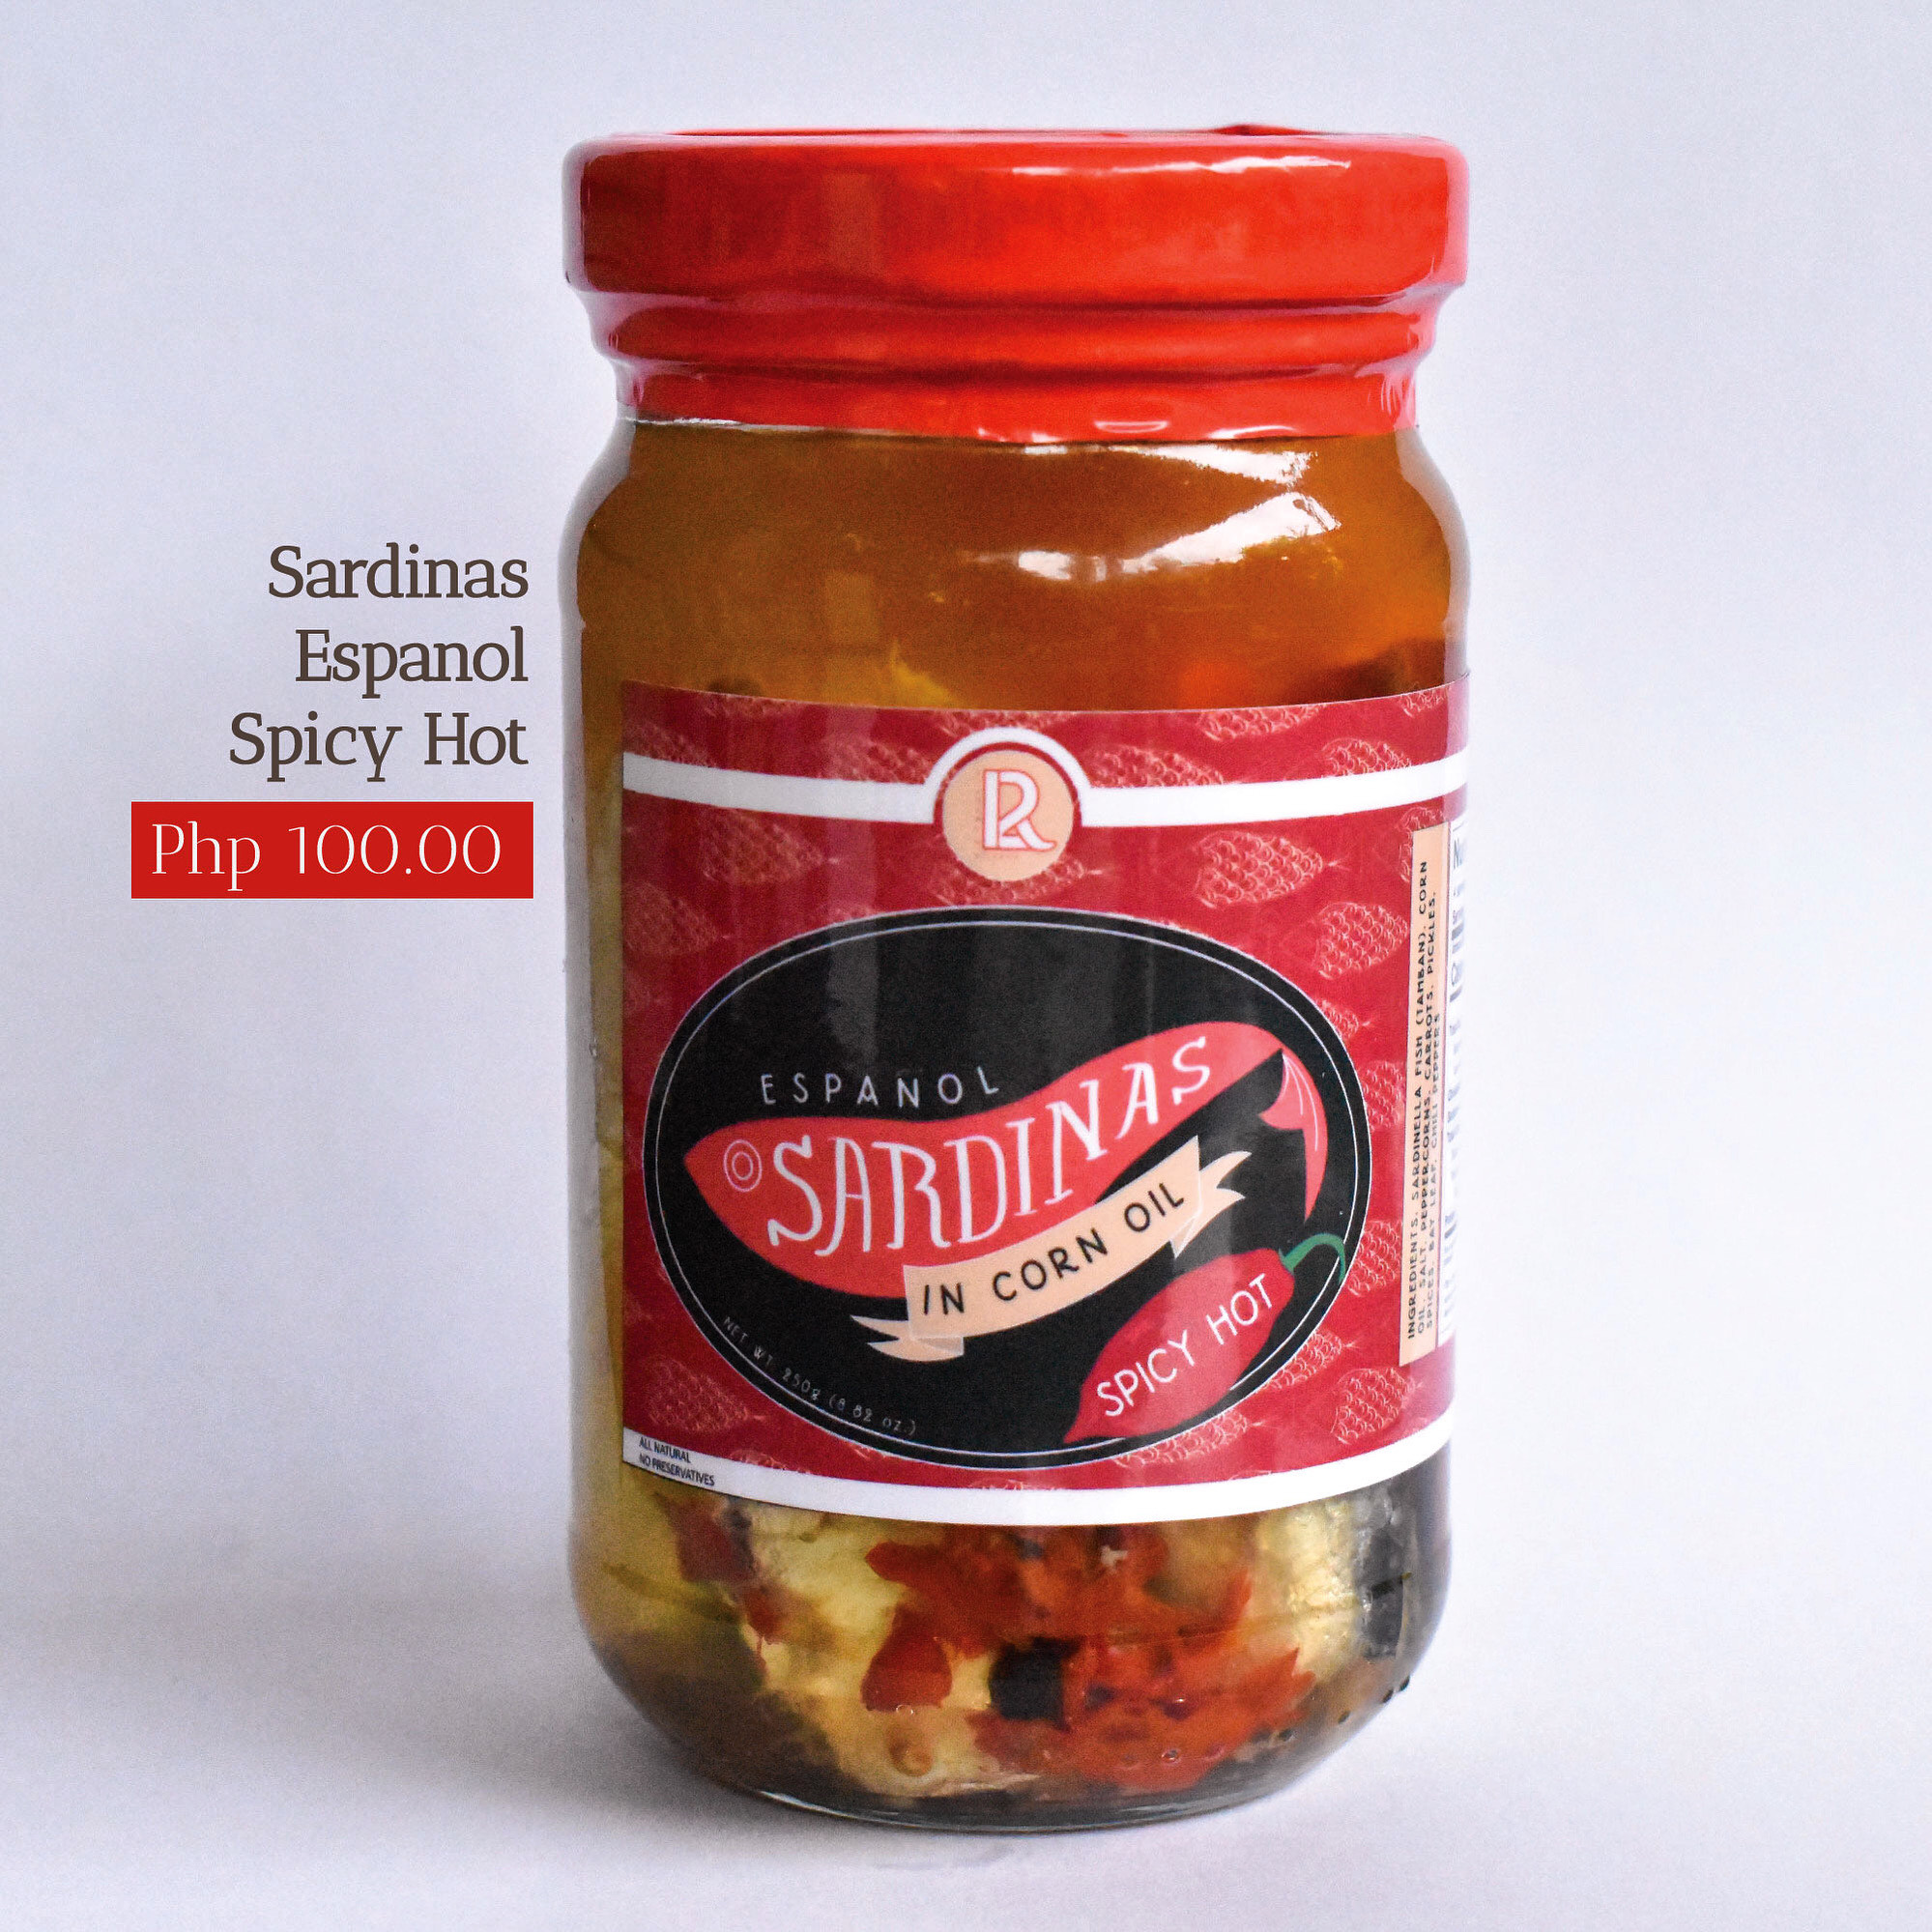 Sardinas
Espanol
Spicy Hot
Php 100.00
ESPANOL
SARDINAS
IN CORN OIL
SPICY HOT
NET WT. 250g (8.82 oz.)
ALL NATURAL
NO PRESERVATIVES
INGREDIENTS: SARDINELLA FISH (TAMBAN), CORN
OIL, SALT, PEPPERCORNS, CARROTS, PICKLES,
SPICES, BAY LEAF, CHILI PEPPERS